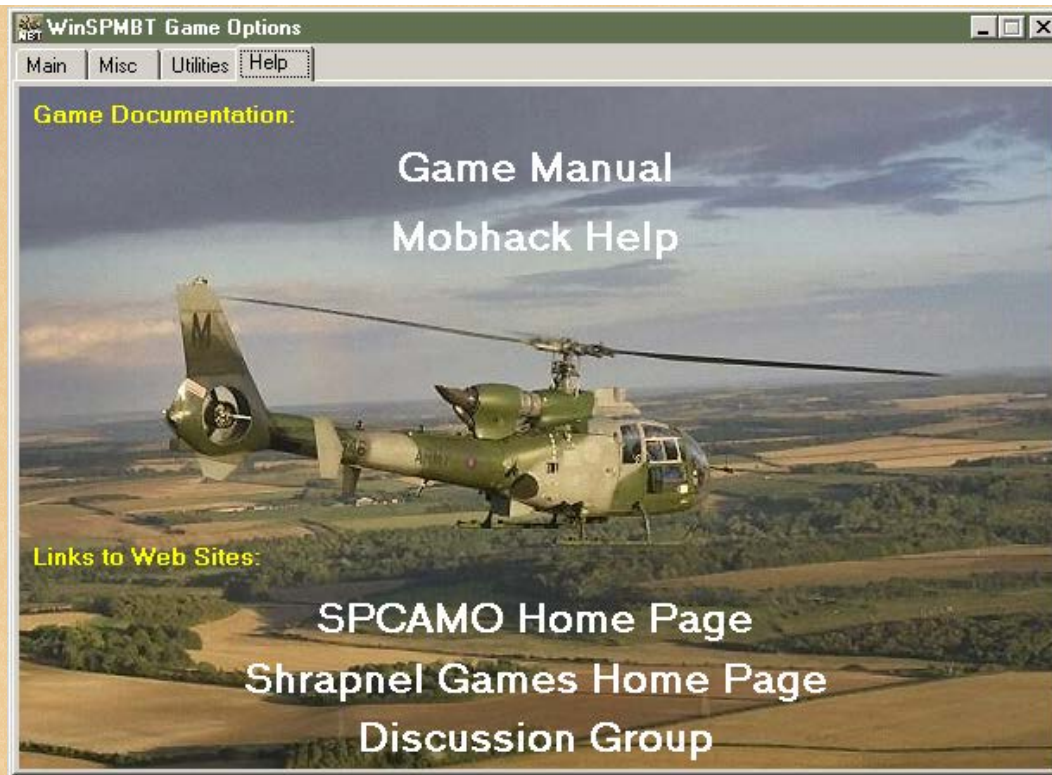 WinSPMBT Game Options
Main Misc Utilities Help
Game Documentation:
Game Manual
Mobhack Help
M
ARMY
Links to Web Sites:
SPCAMO Home Page
Shrapnel Games Home Page
Discussion Group